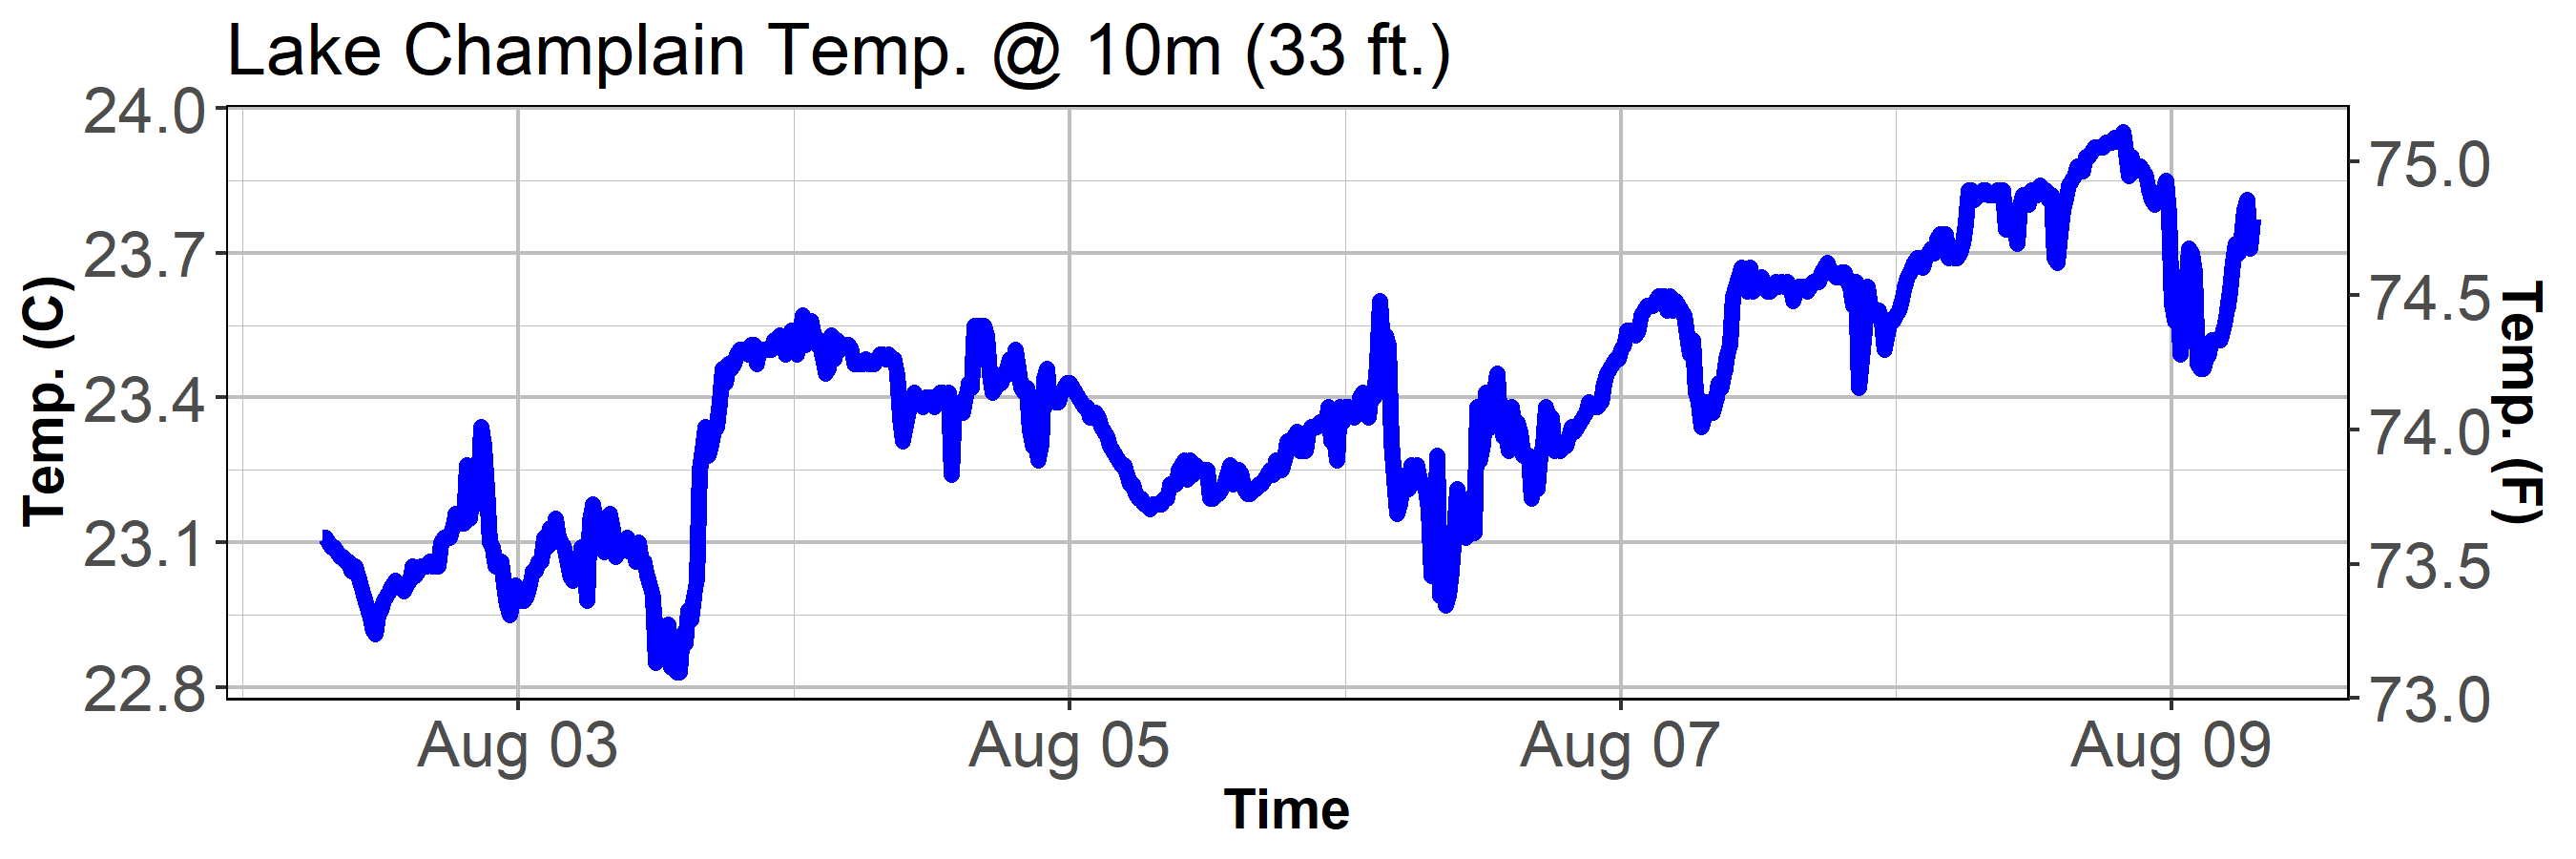 Lake Champlain Temp. @ 10m (33 ft.)
24.0
23.7
23.4
23.1
22.8
Temp. (C)
75.0
74.5
74.0
73.5
73.0
Temp. (F)
Aug 03 Aug 05 Aug 07 Aug 09
Time